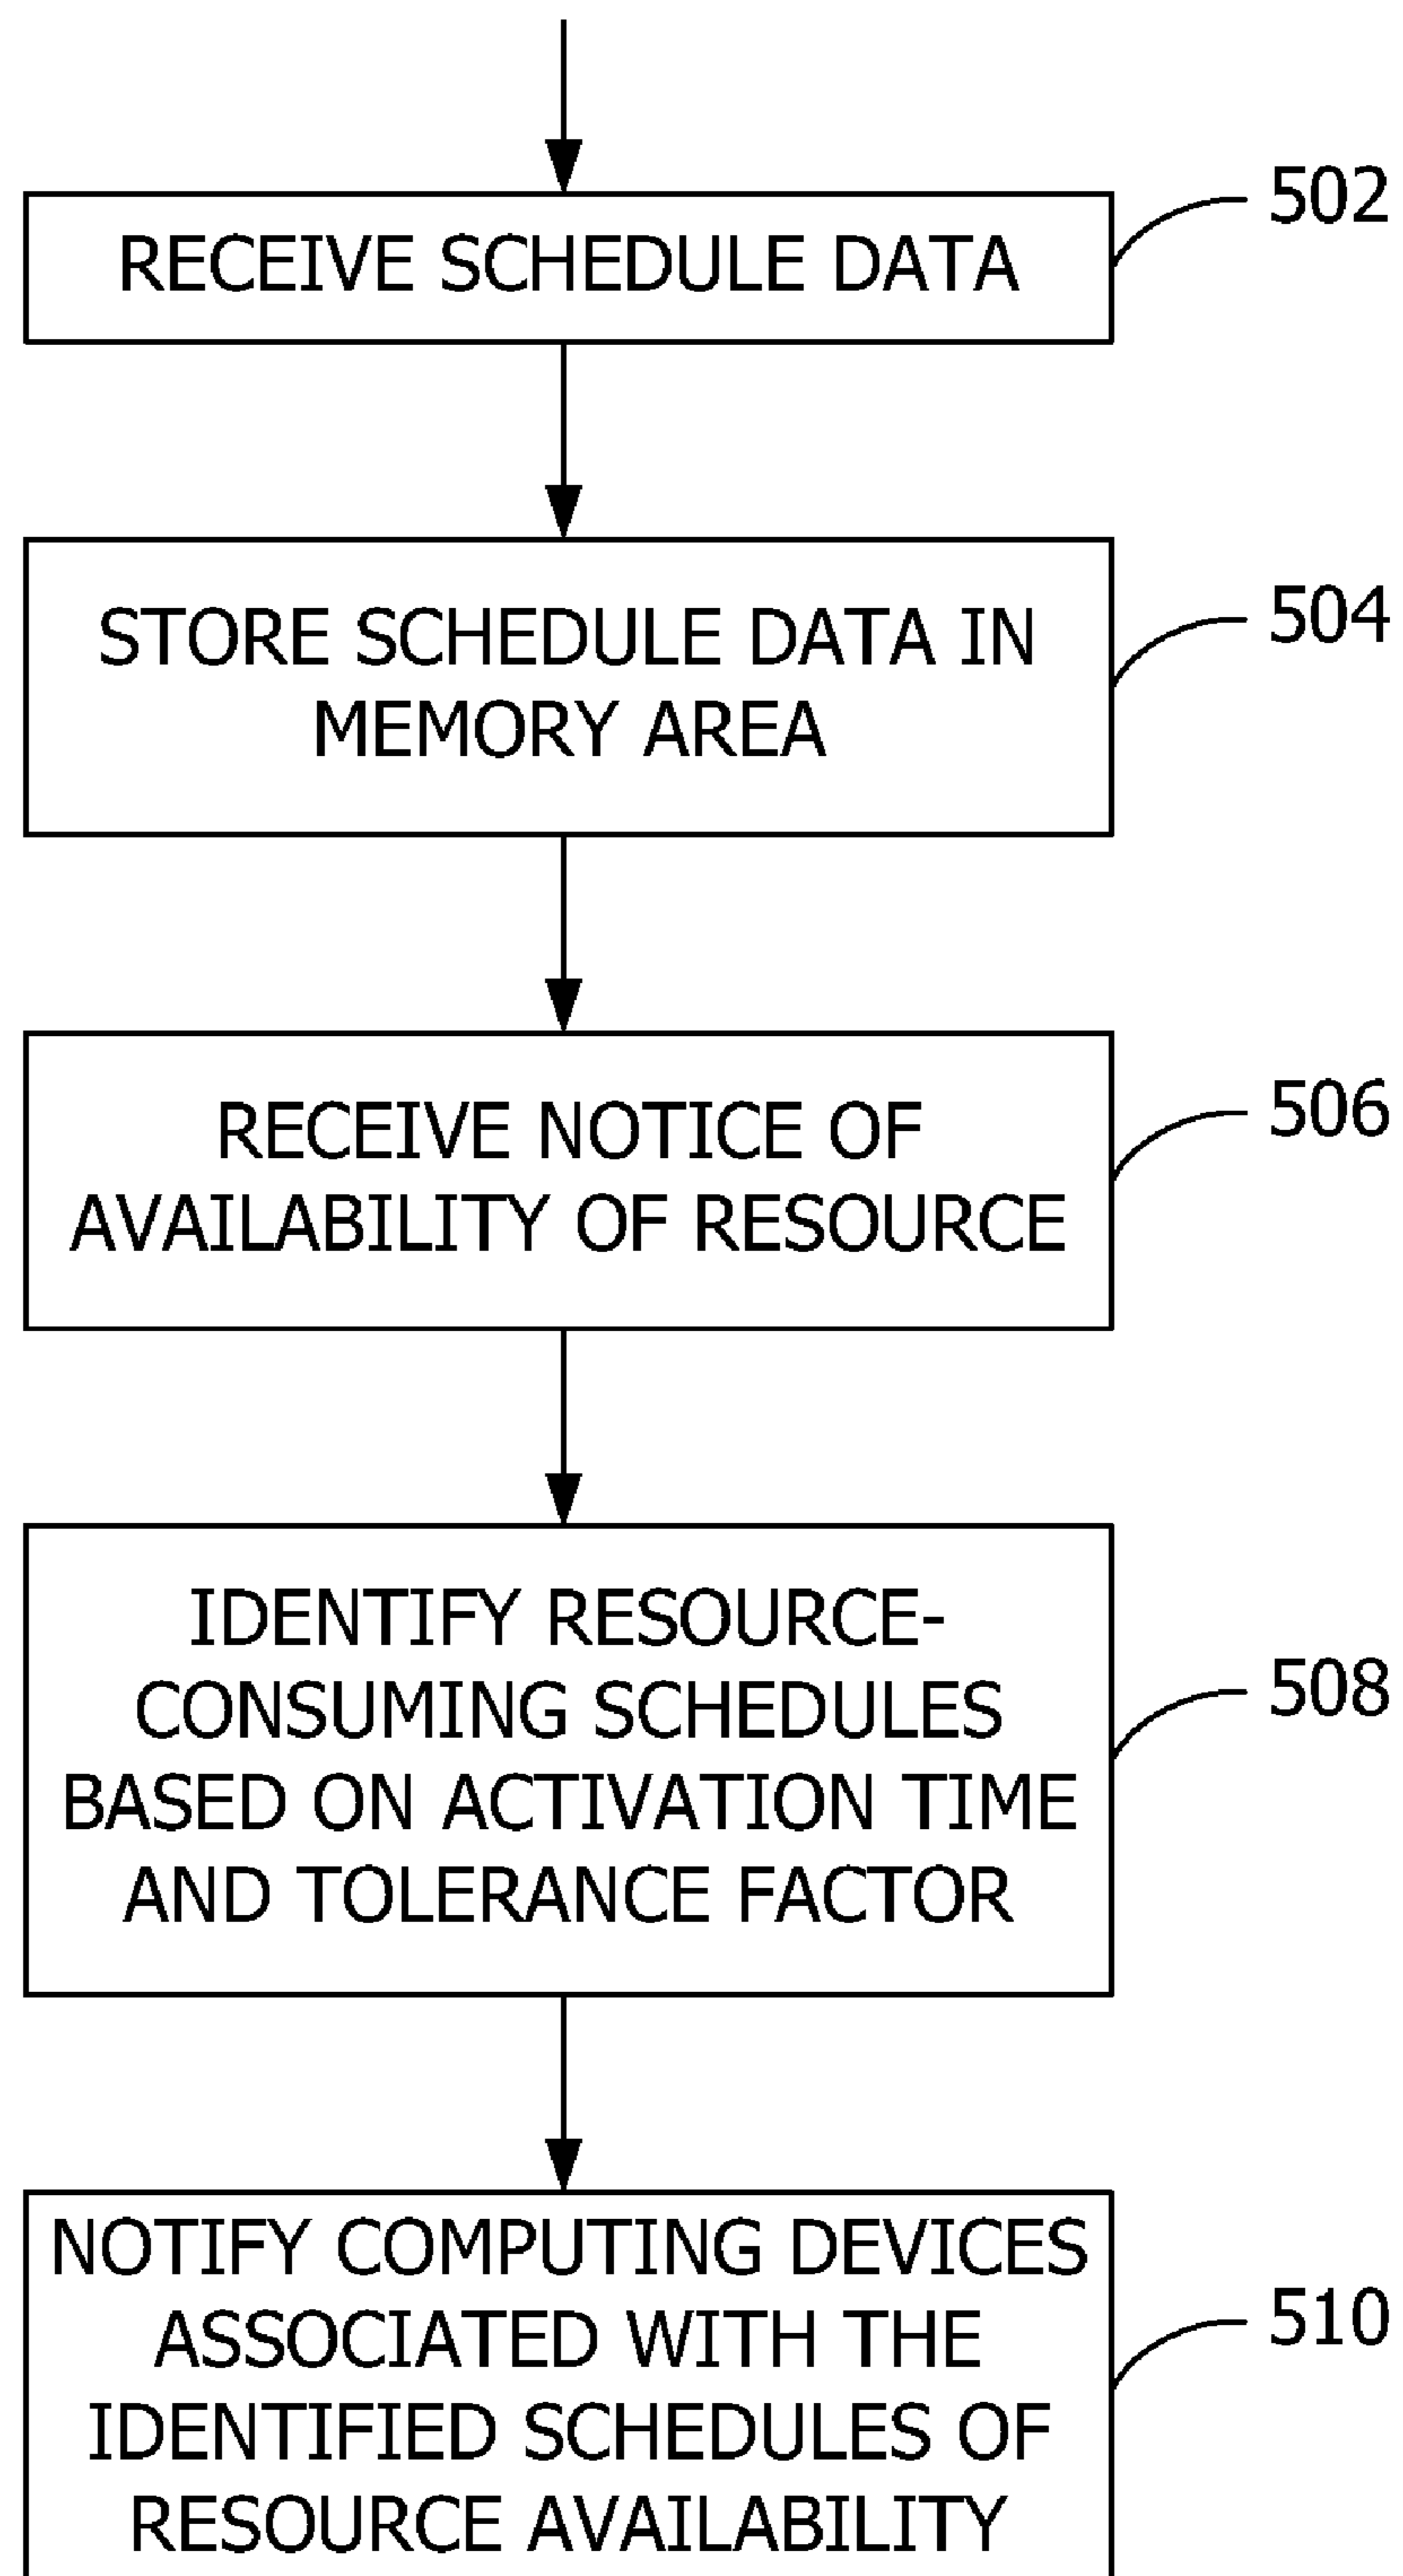 RECEIVE SCHEDULE DATA
502
STORE SCHEDULE DATA IN
MEMORY AREA
504
RECEIVE NOTICE OF
AVAILABILITY OF RESOURCE
506
IDENTIFY RESOURCE-
CONSUMING SCHEDULES
BASED ON ACTIVATION TIME
AND TOLERANCE FACTOR
508
NOTIFY COMPUTING DEVICES
ASSOCIATED WITH THE
IDENTIFIED SCHEDULES OF
RESOURCE AVAILABILITY
510